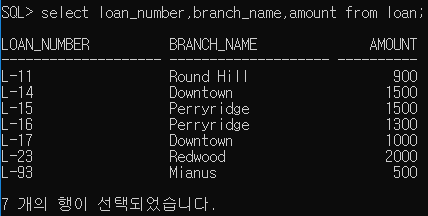 SQL> select loan_number,branch_name,amount from loan;
LOAN_NUMBER BRANCH_NAME AMOUNT
-------------------- -------------------- ----------
L-11 Round Hill 900
L-14 Downtown 1500
L-15 Perryridge 1500
L-16 Perryridge 1300
L-17 Downtown 1000
L-23 Redwood 2000
L-93 Mianus 500
7 개의 행이 선택되었습니다.